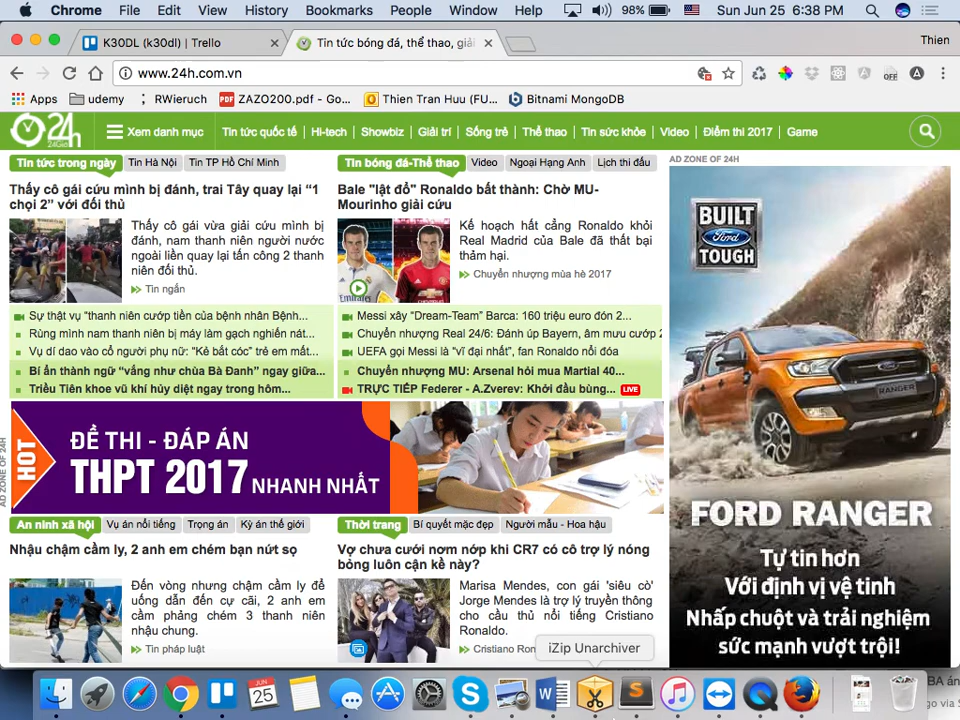 Chrome File Edit View History Bookmarks People Window Help 98% Sun Jun 25 6:38 PM
K30DL (k30dl) | Trello
Tin tức bóng đá, thể thao, giải
Thien
www.24h.com.vn
OFF
Apps udemy RWieruch ZAZO200.pdf - Go... Thien Tran Huu (FU... Bitnami MongoDB
24h Xem danh mục Tin tức quốc tế Hi-tech Showbiz Giải trí Sống trẻ Thể thao Tin sức khỏe Video Điểm thi 2017 Game
Tin tức trong ngày Tin Hà Nội Tin TP Hồ Chí Minh
Thấy cô gái cứu mình bị đánh, trai Tây quay lại “1
chọi 2” với đối thủ
Thấy cô gái vừa giải cứu mình bị
đánh, nam thanh niên người nước
ngoài liền quay lại tấn công 2 thanh
niên đối thủ.
Tin ngắn
Sự thật vụ “thanh niên cướp tiền của bệnh nhân Bệnh...
Rùng mình nam thanh niên bị máy làm gạch nghiến nát...
Vụ dí dao vào cổ người phụ nữ: “Kẻ bắt cóc” trẻ em mất...
Bí ẩn thành ngữ “vắng như chùa Bà Đanh” ngay giữa...
Triều Tiên khoe vũ khí hủy diệt ngay trong hôm...
Tin bóng đá-Thể thao Video Ngoại Hạng Anh Lịch thi đấu
Bale "lật đổ" Ronaldo bất thành: Chờ MU-
Mourinho giải cứu
Kế hoạch hất cẳng Ronaldo khỏi
Real Madrid của Bale đã thất bại
thảm hại.
Chuyển nhượng mùa hè 2017
Messi xây “Dream-Team” Barca: 160 triệu euro đón 2...
Chuyển nhượng Real 24/6: Đánh úp Bayern, âm mưu cướp 2
UEFA gọi Messi là “vĩ đại nhất”, fan Ronaldo nổi đóa
Chuyển nhượng MU: Arsenal hỏi mua Martial 40...
TRỰC TIẾP Federer - A.Zverev: Khởi đầu bùng... LIVE
AD ZONE OF 24H
BUILT
Ford
TOUGH
RANGER
FORD RANGER
Tự tin hơn
Với định vị vệ tinh
Nhấp chuột và trải nghiệm
sức mạnh vượt trội!
AD ZONE OF 24H
HOT
ĐỀ THI - ĐÁP ÁN
THPT 2017 NHANH NHẤT
An ninh xã hội Vụ án nổi tiếng Trọng án Kỳ án thế giới
Nhậu chậm cầm ly, 2 anh em chém bạn nứt sọ
Đến vòng nhưng chậm cầm ly để
uống dẫn đến cự cãi, 2 anh em
cầm phảng chém 3 thanh niên
nhậu chung.
Tin pháp luật
Thời trang Bí quyết mặc đẹp Người mẫu - Hoa hậu
Vợ chưa cưới nơm nớp khi CR7 có cô trợ lý nóng
bỏng luôn cận kề này?
Marisa Mendes, con gái 'siêu cò'
Jorge Mendes là trợ lý truyền thông
cho cầu thủ nổi tiếng Cristiano
Ronaldo.
Cristiano Ron
iZip Unarchiver
JUN
25